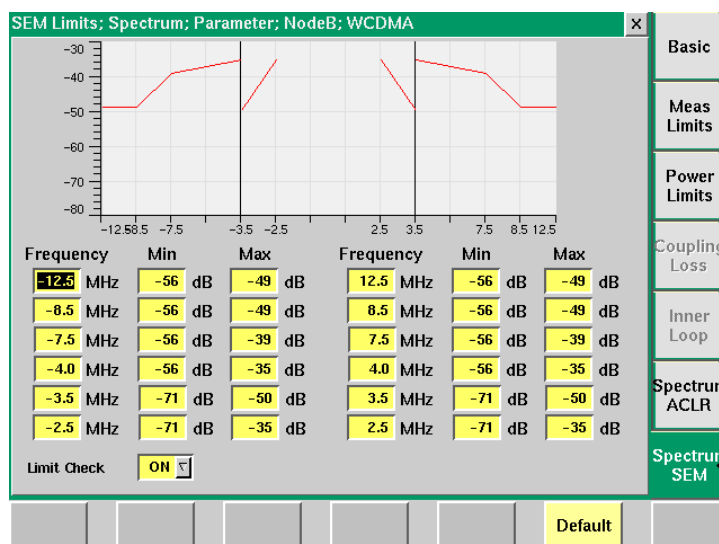 SEM Limits; Spectrum; Parameter; NodeB; WCDMA
-30
-40
-50
-60
-70
-80
-12.5 8.5 -7.5 -3.5 -2.5 2.5 3.5 7.5 8.5 12.5
Frequency Min Max Frequency Min Max
-12.5 MHz -56 dB -49 dB 12.5 MHz -56 dB -49 dB
-8.5 MHz -56 dB -49 dB 8.5 MHz -56 dB -49 dB
-7.5 MHz -56 dB -39 dB 7.5 MHz -56 dB -39 dB
-4.0 MHz -56 dB -35 dB 4.0 MHz -56 dB -35 dB
-3.5 MHz -71 dB -50 dB 3.5 MHz -71 dB -50 dB
-2.5 MHz -71 dB -35 dB 2.5 MHz -71 dB -35 dB
Limit Check ON
Basic
Meas
Limits
Power
Limits
Coupling
Loss
Inner
Loop
Spectrum
ACLR
Spectrum
SEM
Default